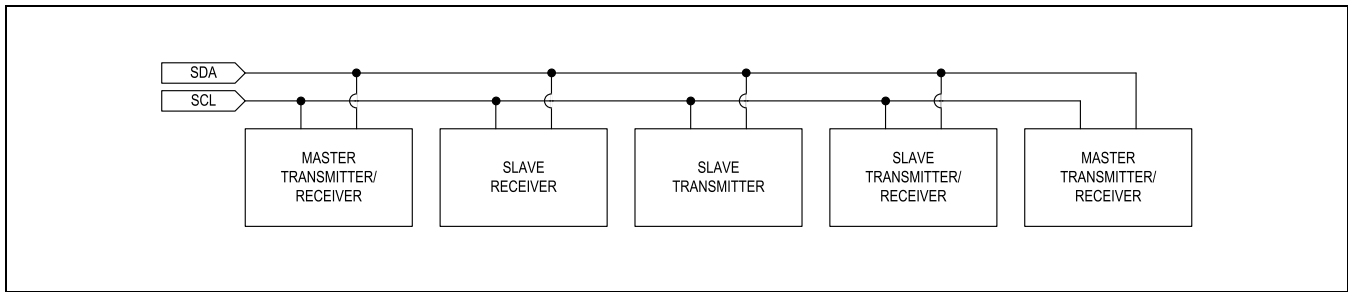 SDA
SCL
MASTER
TRANSMITTER/
RECEIVER
SLAVE
RECEIVER
SLAVE
TRANSMITTER
SLAVE
TRANSMITTER/
RECEIVER
MASTER
TRANSMITTER/
RECEIVER